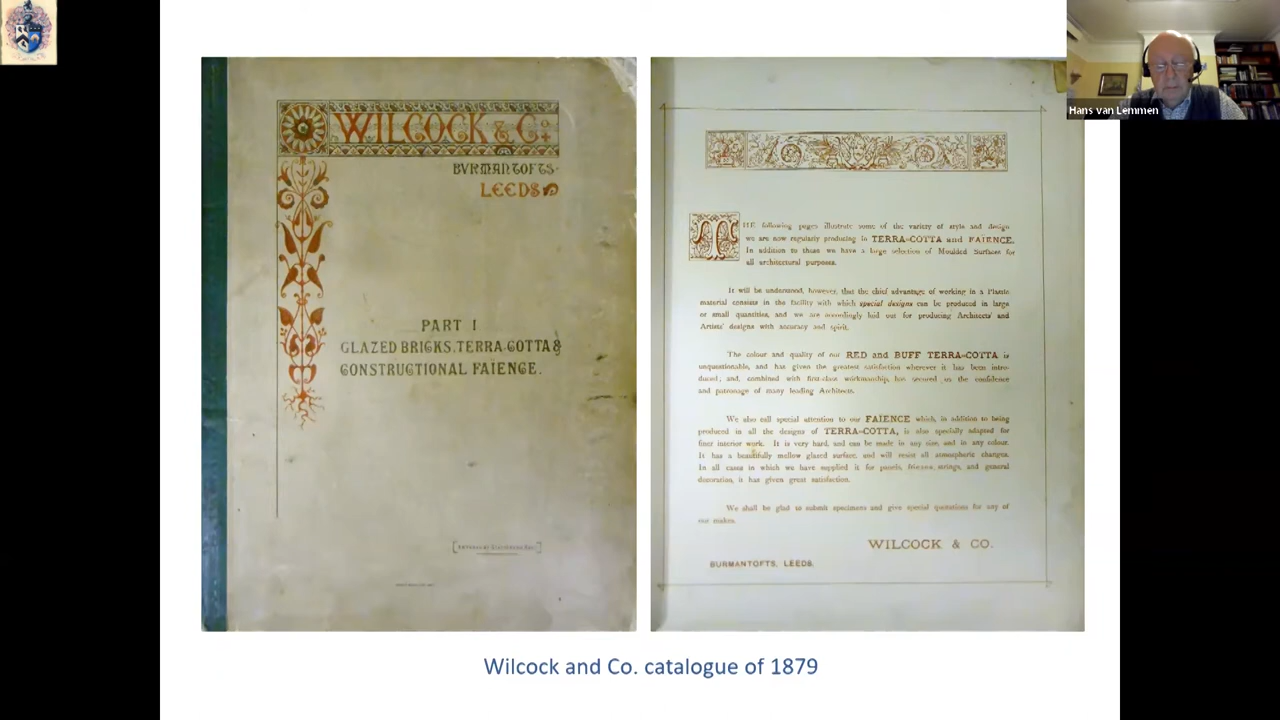 Hans van Lemmen
WILCOCK & Co.
BURMANTOFTS.
LEEDS
PART I
GLAZED BRICKS. TERRA-COTTA &
CONSTRUCTIONAL FAIENCE.
THE following pages illustrate some of the variety of style and design
we are now regularly producing in TERRA=COTTA and FAÏENCE.
In addition to these we have a large selection of Moulded Surfaces for
all architectural purposes.
It will be understood, however, that the chief advantage of working in a Plastic
material consists in the facility with which special designs can be produced in large
or small quantities, and we are accordingly laid out for producing Architects' and
Artists' designs with accuracy and spirit.
The colour and quality of our RED and BUFF TERRA=COTTA is
unquestionable, and has given the greatest satisfaction wherever it has been intro-
duced; and, combined with first-class workmanship, has secured us the confidence
and patronage of many leading Architects.
We also call special attention to our FAÏENCE which, in addition to being
produced in all the designs of TERRA=COTTA, is also specially adapted for
finer interior work. It is very hard, and can be made in any size, and in any colour.
It has a beautifully mellow glazed surface, and will resist all atmospheric changes.
In all cases in which we have supplied it for panels, friezes, strings, and general
decoration, it has given great satisfaction.
We shall be glad to submit specimens and give special quotations for any of
our makes.
WILCOCK & CO.
BURMANTOFTS, LEEDS.
Wilcock and Co. catalogue of 1879